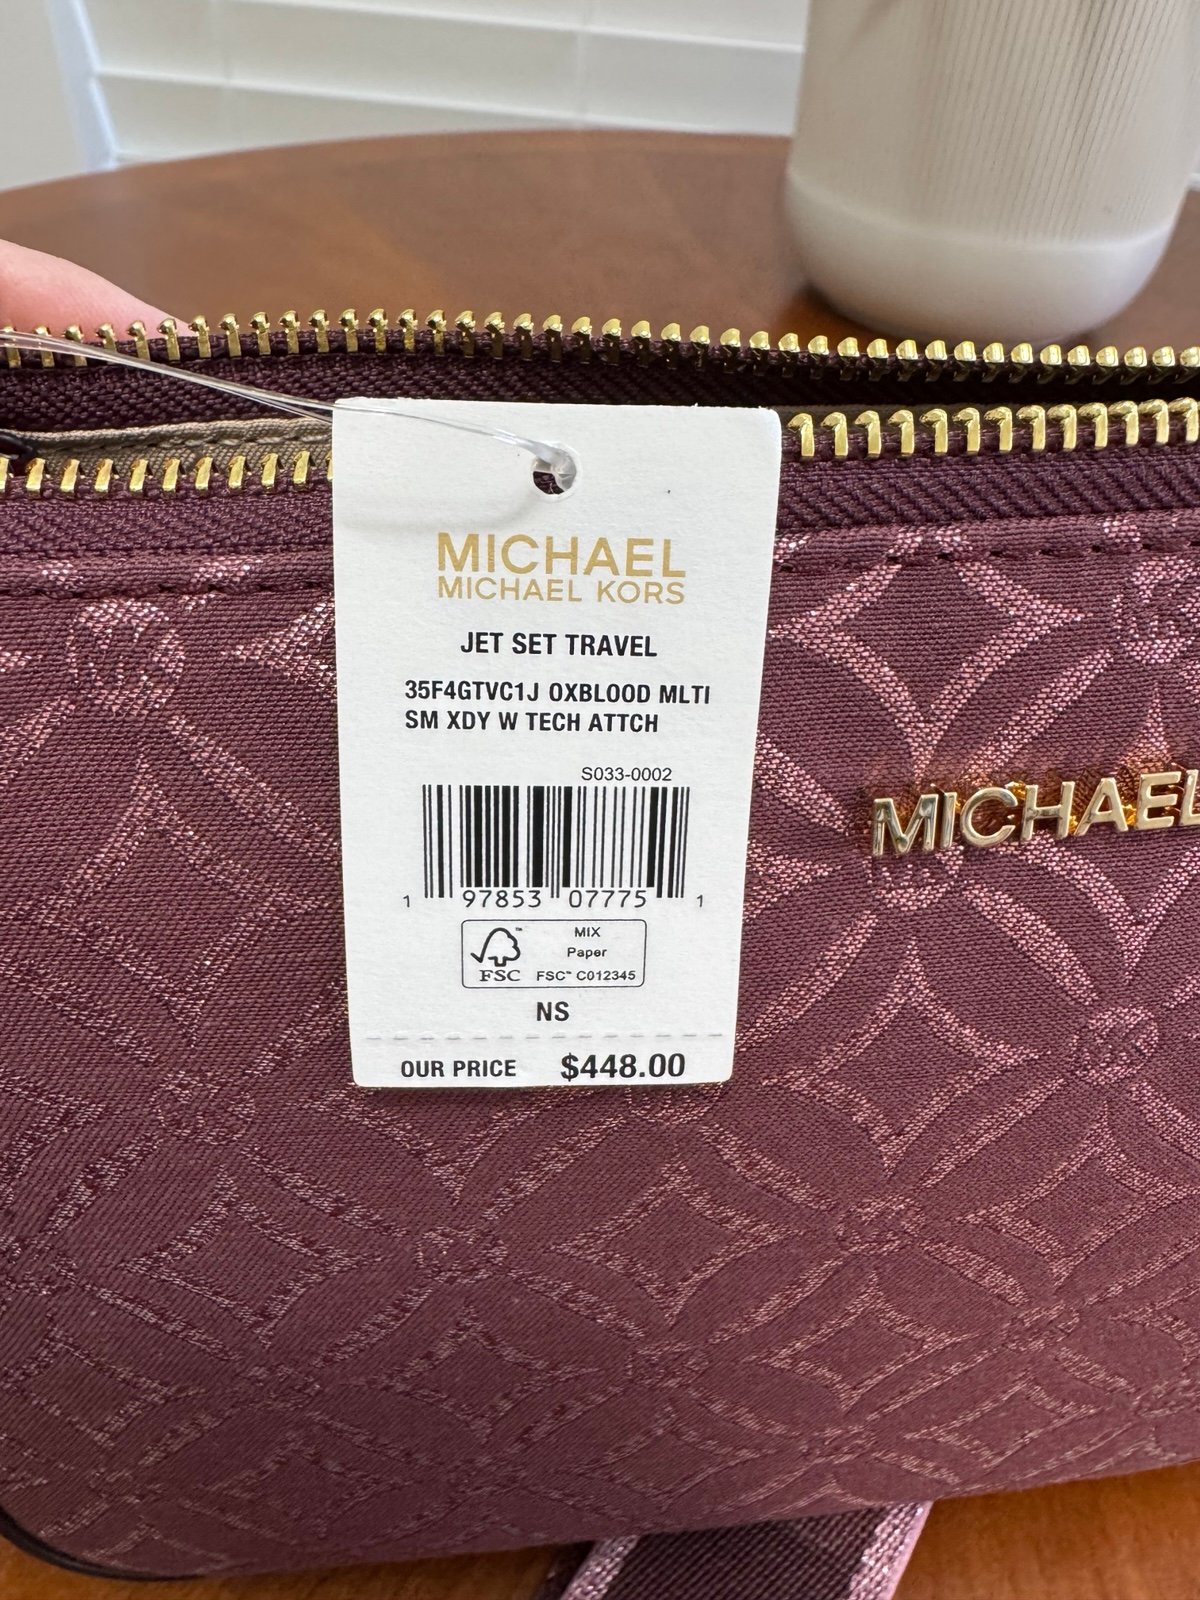 MICHAEL
MICHAEL KORS
JET SET TRAVEL
35F4GTVC1J OXBLOOD MLTI
SM XDY W TECH ATTCH
S033-0002
1 97853 07775 1
FSC™
MIX
Paper
FSC™ C012345
NS
OUR PRICE $448.00
MICHAEL